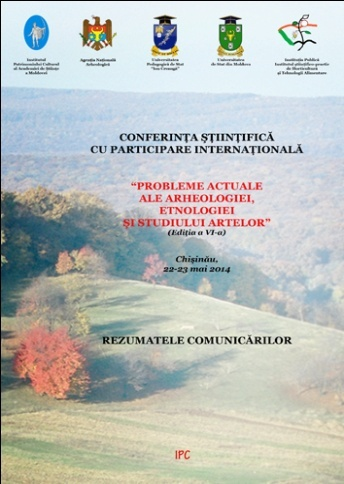 Institutul
Patrimoniului Cultural
al Academiei de Științe
a Moldovei
Agenția Națională
Arheologică
Universitatea
Pedagogică de Stat
"Ion Creangă"
Universitatea
de Stat din Moldova
Instituția Publică
Institutul științifico-practic
de Horticultură
și Tehnologii Alimentare
CONFERINȚA ȘTIINȚIFICĂ
CU PARTICIPARE INTERNAȚIONALĂ
"PROBLEME ACTUALE
ALE ARHEOLOGIEI,
ETNOLOGIEI
ȘI STUDIULUI ARTELOR"
(Ediția a VI-a)
Chișinău,
22-23 mai 2014
REZUMATELE COMUNICĂRILOR
IPC